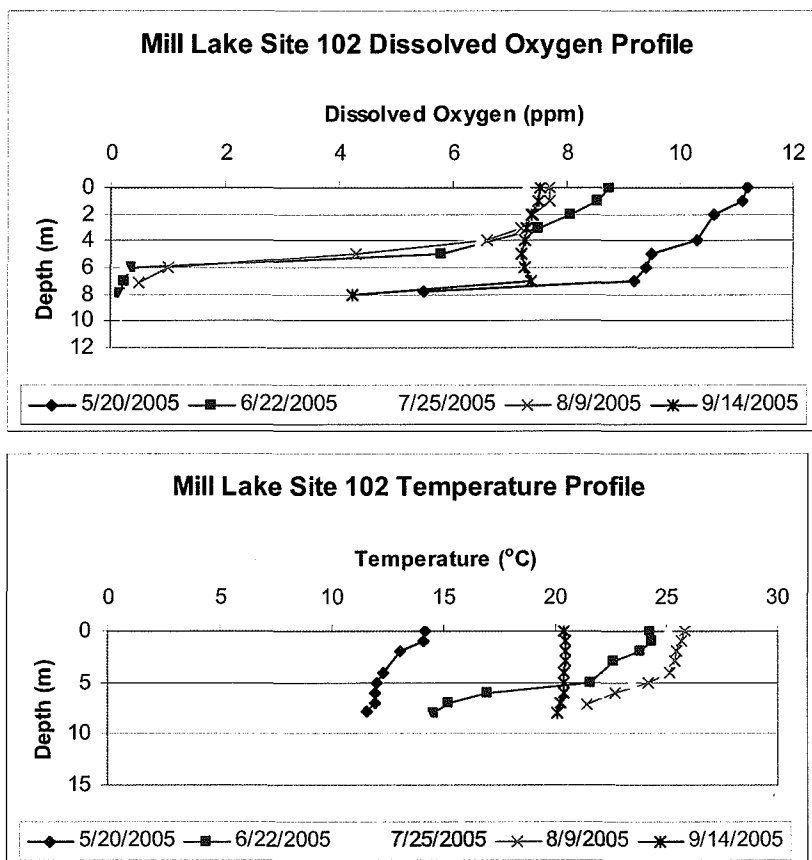 Mill Lake Site 102 Dissolved Oxygen Profile
Dissolved Oxygen (ppm)
0 2 4 6 8 10 12
Depth (m)
0
2
4
6
8
10
12
5/20/2005 6/22/2005 7/25/2005 8/9/2005 9/14/2005
Mill Lake Site 102 Temperature Profile
Temperature (°C)
0 5 10 15 20 25 30
Depth (m)
0
5
10
15
5/20/2005 6/22/2005 7/25/2005 8/9/2005 9/14/2005